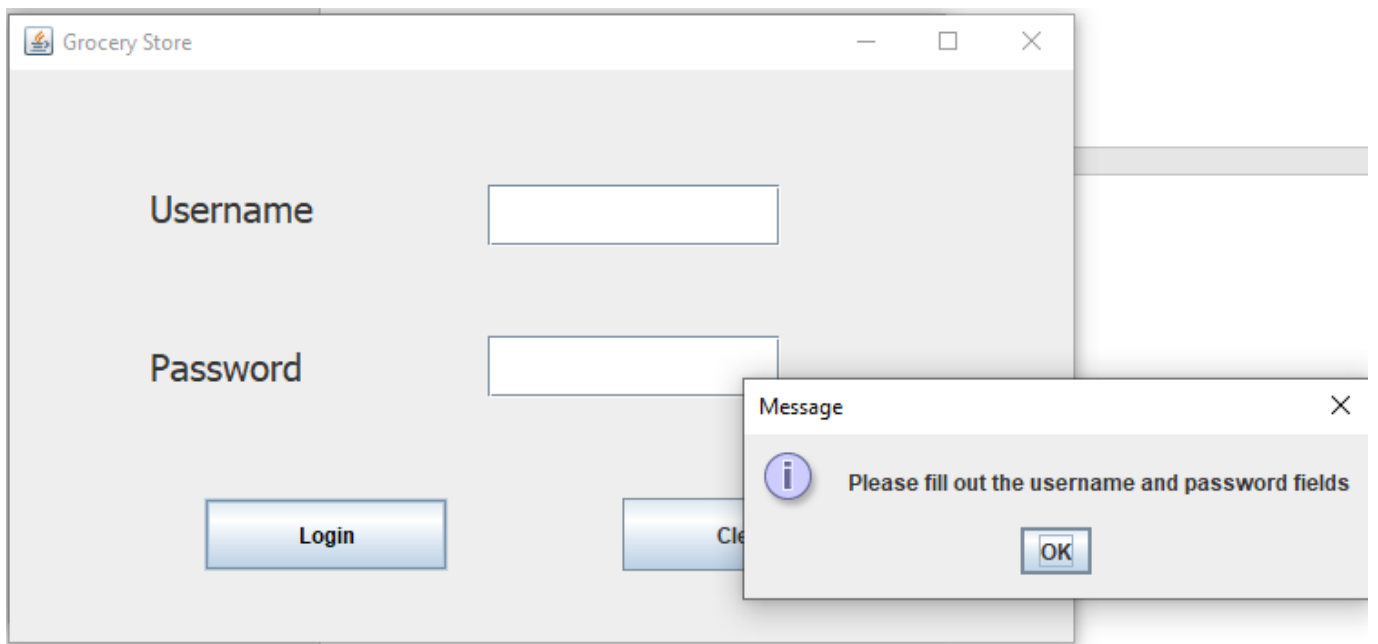 Grocery Store
Username
Password
Message
Please fill out the username and password fields
Login
OK